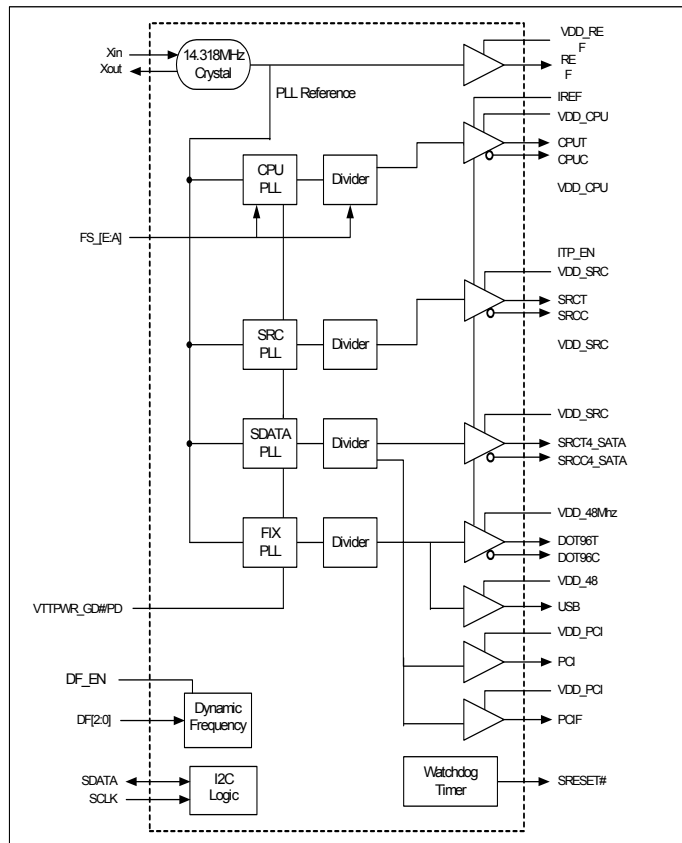 VDD_RE
F
Xin
14.318MHz
Crystal
Xout
RE
F
PLL Reference
IREF
VDD_CPU
CPU
PLL
Divider
CPUT
CPUC
VDD_CPU
FS_[E:A]
ITP_EN
VDD_SRC
SRCT
SRCC
SRC
PLL
Divider
VDD_SRC
VDD_SRC
SDATA
PLL
Divider
SRCT4_SATA
SRCC4_SATA
VDD_48Mhz
FIX
PLL
Divider
DOT96T
DOT96C
VDD_48
VTTPWR_GD#/PD
USB
VDD_PCI
PCI
DF_EN
VDD_PCI
DF[2:0]
Dynamic
Frequency
PCIF
SDATA
SCLK
I2C
Logic
Watchdog
Timer
SRESET#